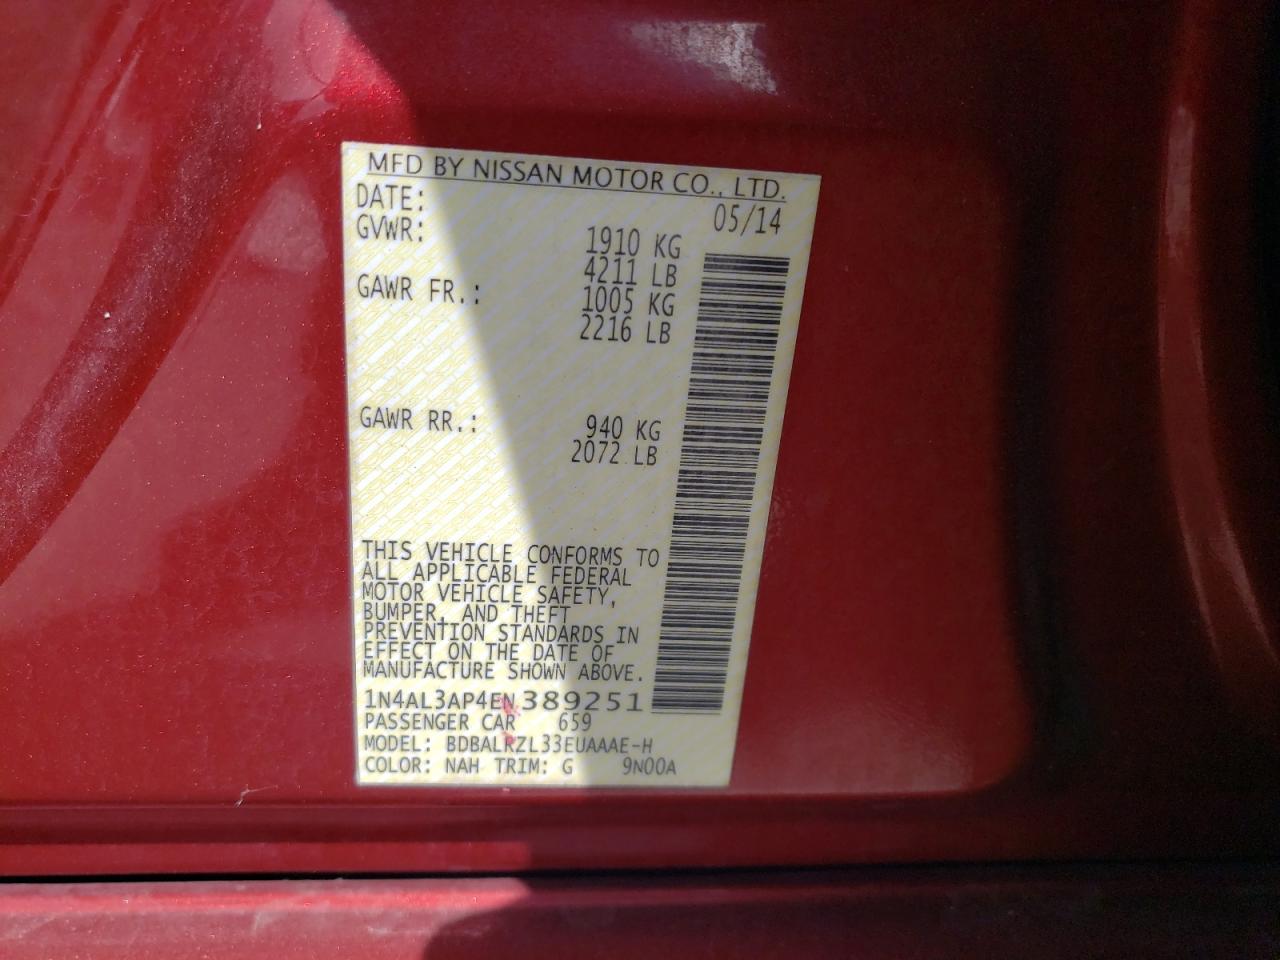 MFD BY NISSAN MOTOR CO., LTD.
DATE: 05/14
GVWR: 1910 KG
4211 LB
GAWR FR.: 1005 KG
2216 LB
GAWR RR.: 940 KG
2072 LB
THIS VEHICLE CONFORMS TO
ALL APPLICABLE FEDERAL
MOTOR VEHICLE SAFETY,
BUMPER, AND THEFT
PREVENTION STANDARDS IN
EFFECT ON THE DATE OF
MANUFACTURE SHOWN ABOVE.
1N4AL3AP4EN389251
PASSENGER CAR 659
MODEL: BDBALRZL33EUAAAE-H
COLOR: NAH TRIM: G 9N00A